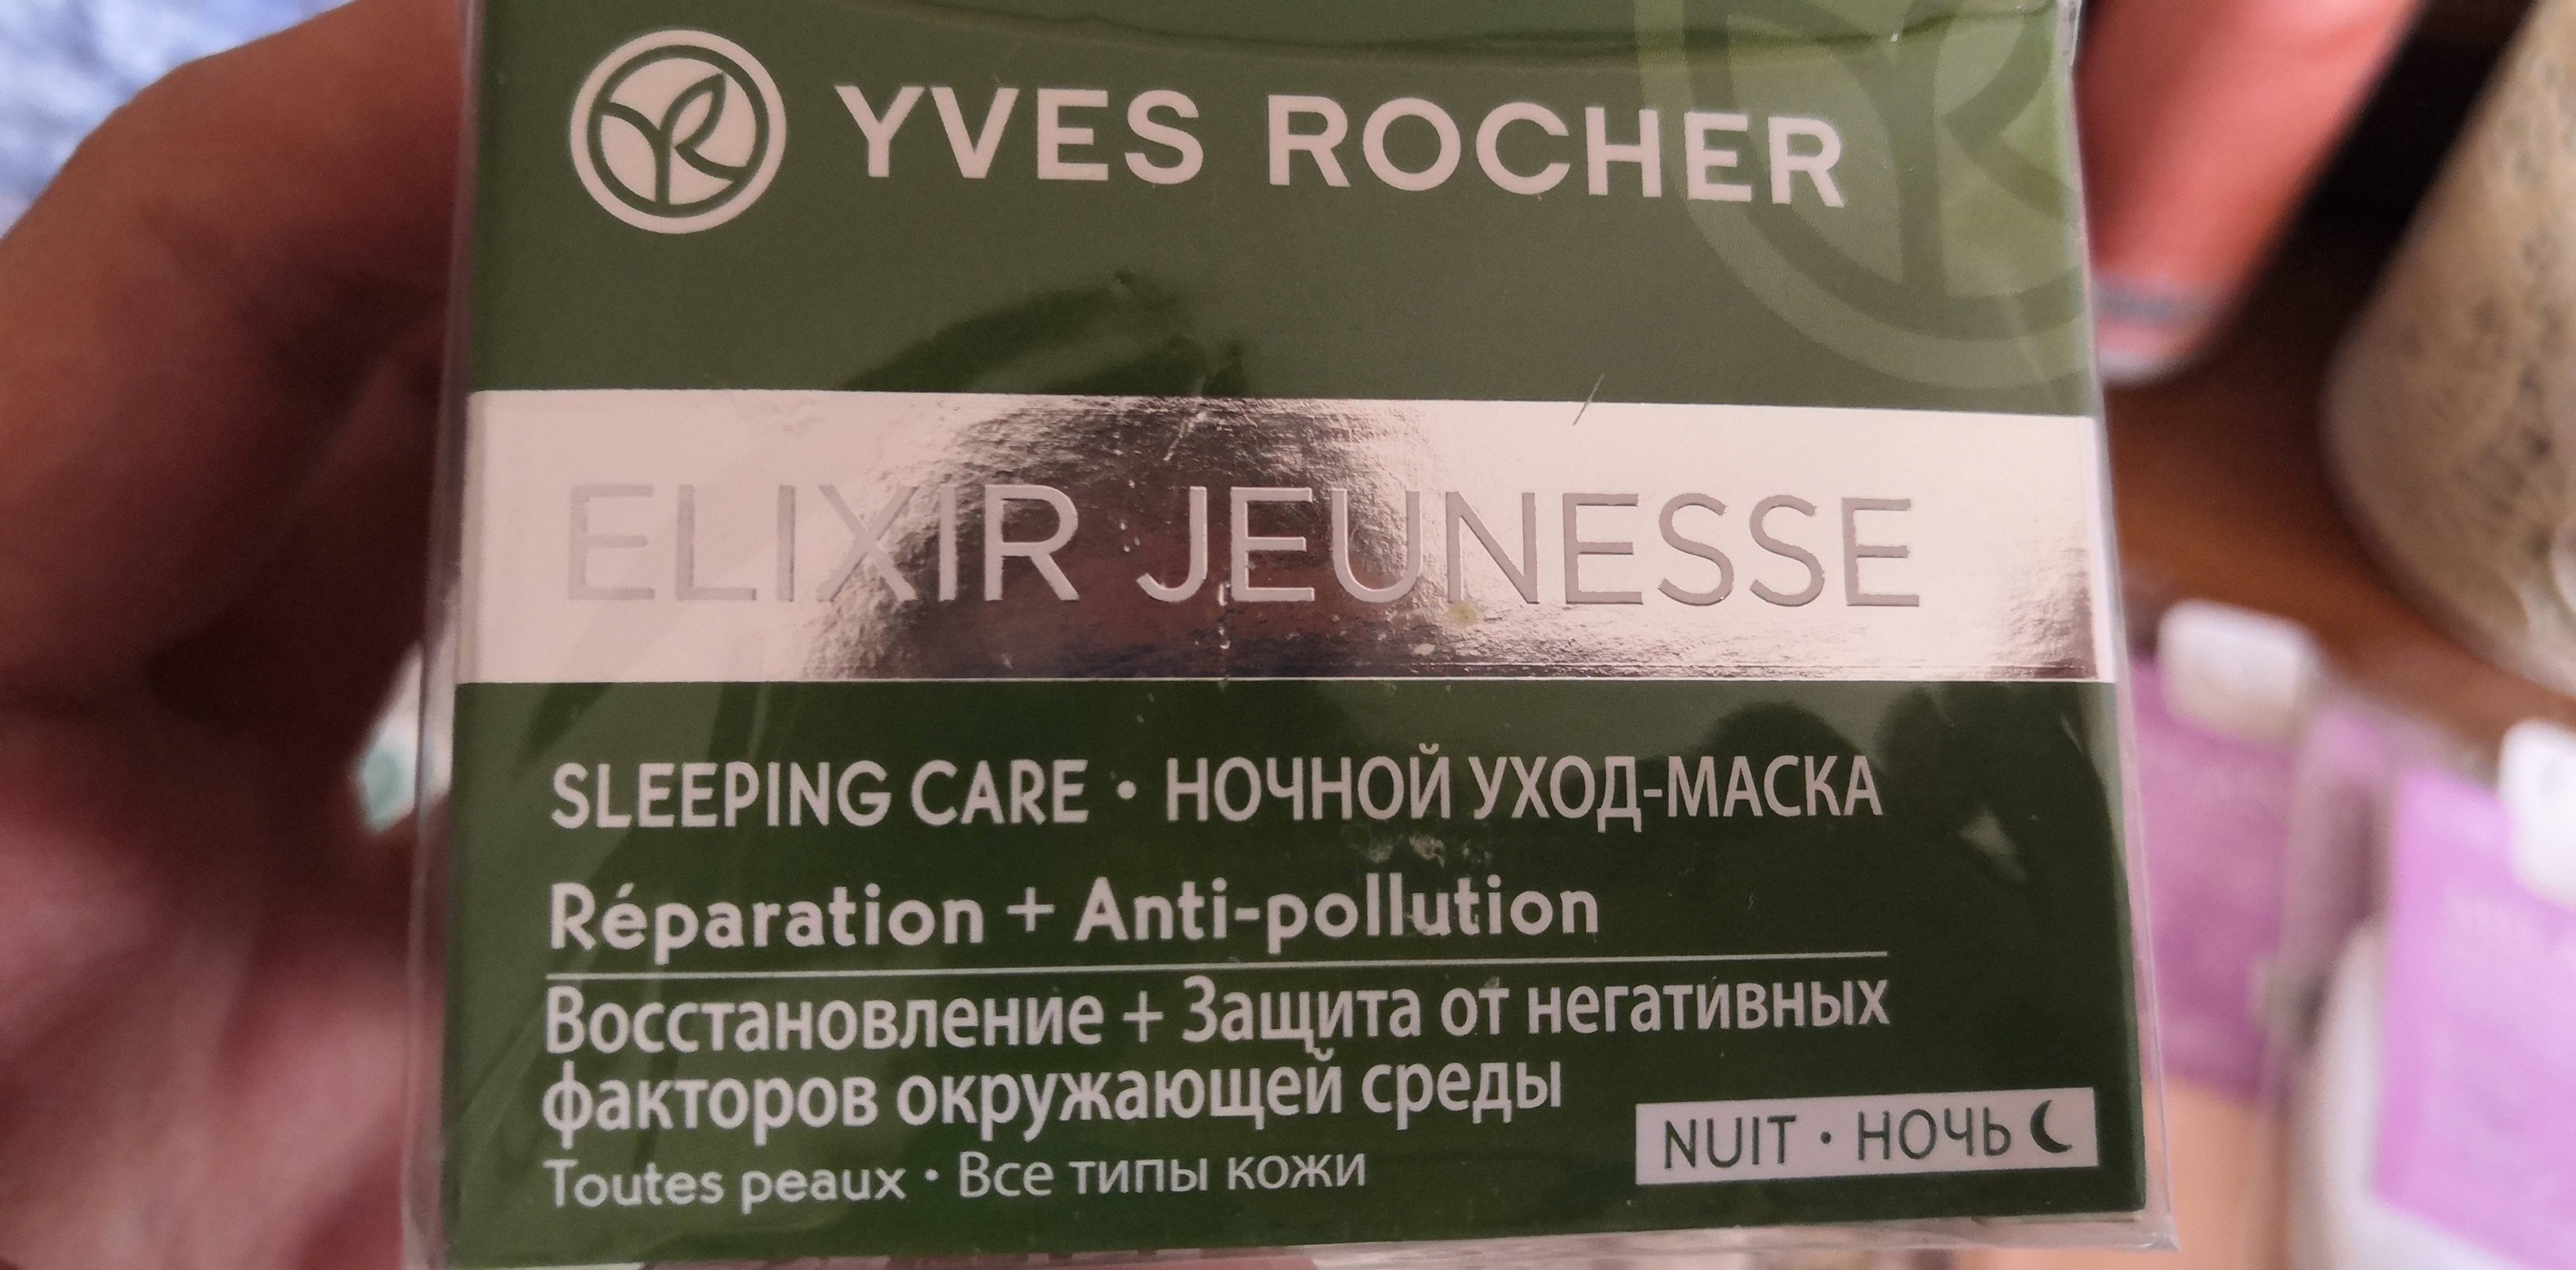 YVES ROCHER
ELIXIR JEUNESSE
SLEEPING CARE • НОЧНОЙ УХОД-МАСКА
Réparation + Anti-pollution
Восстановление + Защита от негативных
факторов окружающей среды
Toutes peaux • Все типы кожи
NUIT • НОЧЬ